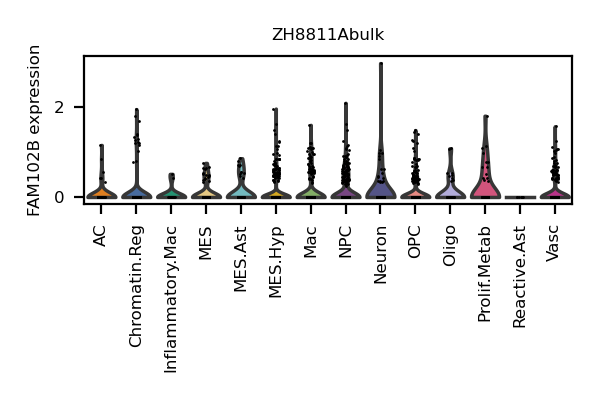 ZH8811Abulk
FAM102B expression
2
0
AC
Chromatin.Reg
Inflammatory.Mac
MES
MES.Ast
MES.Hyp
Mac
NPC
Neuron
OPC
Oligo
Prolif.Metab
Reactive.Ast
Vasc